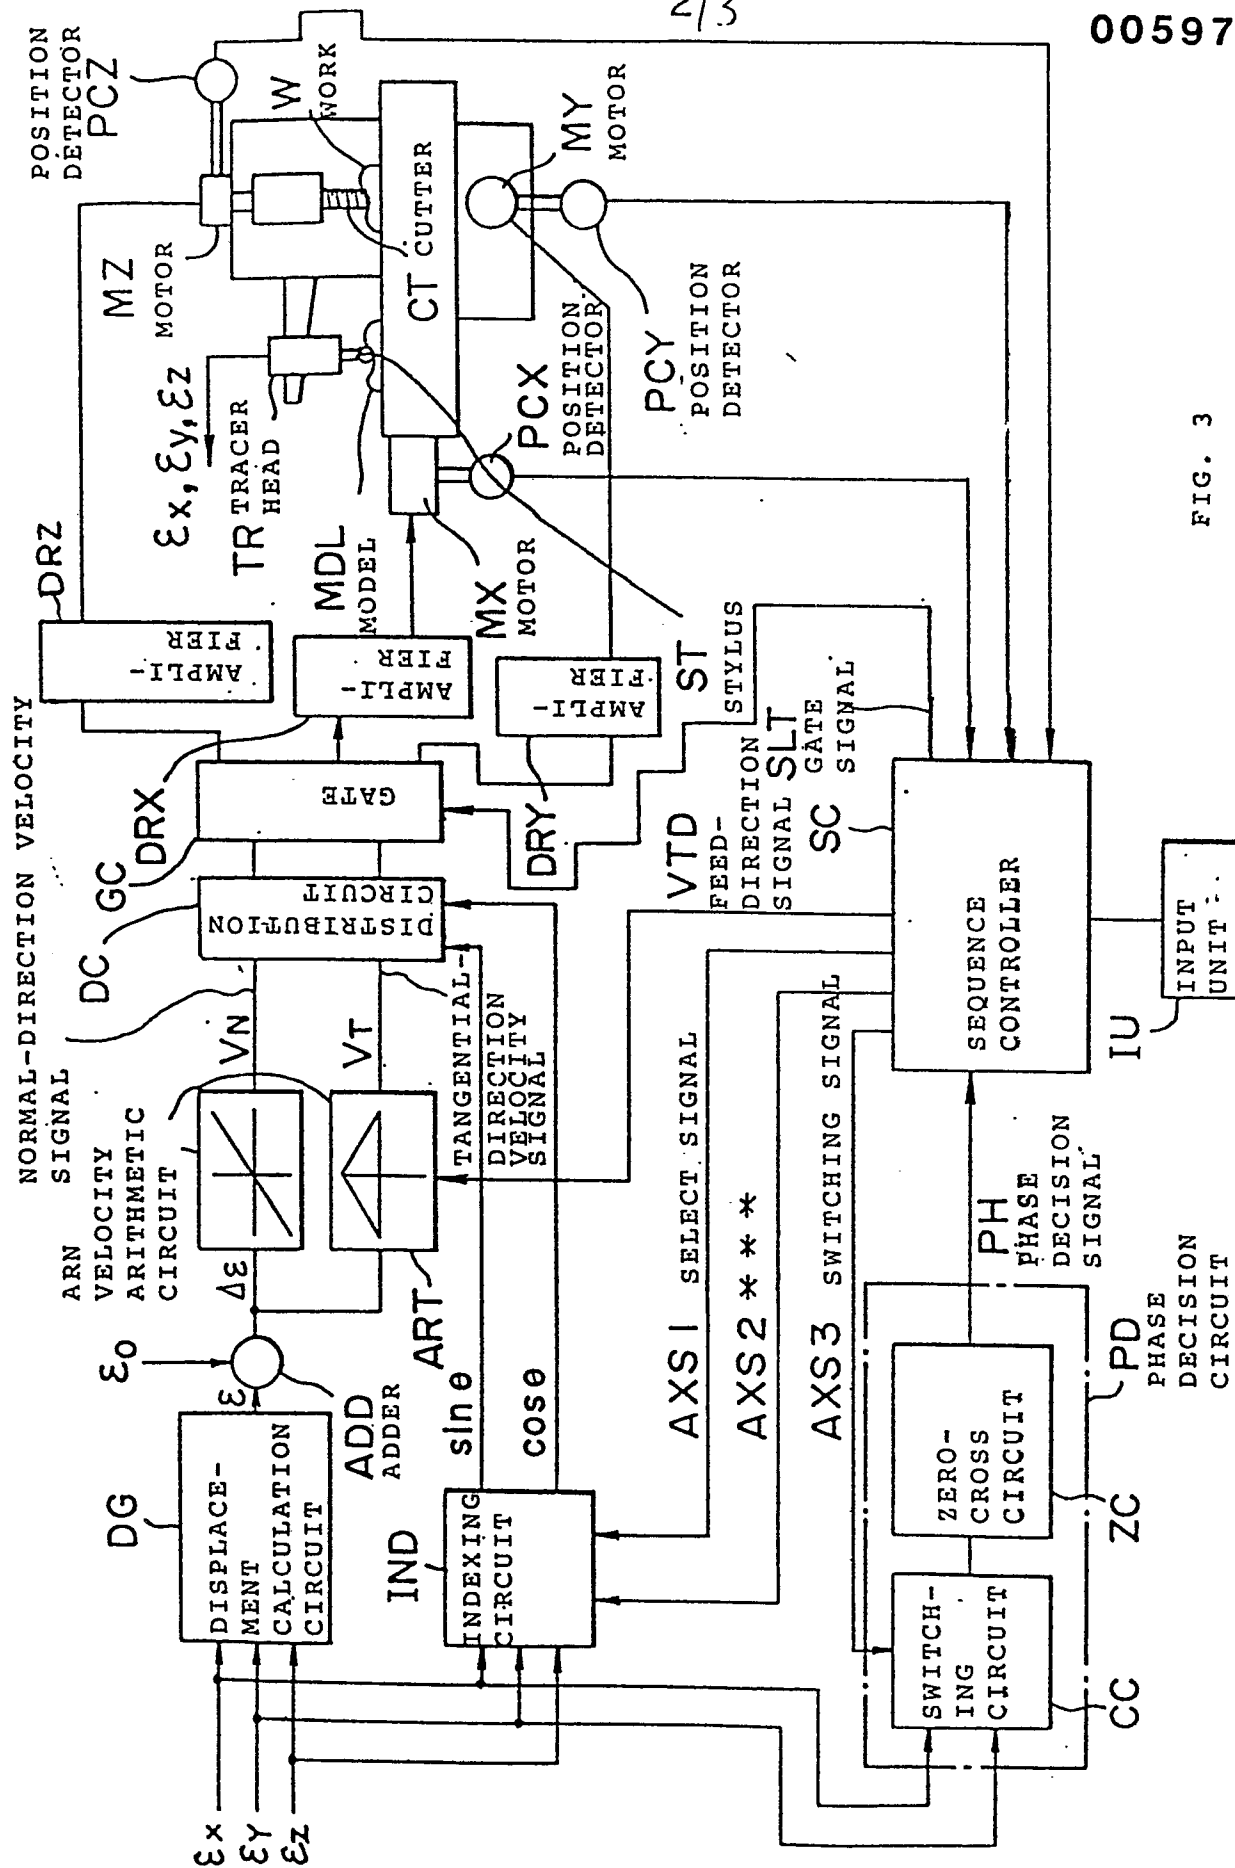 2/3
00597
POSITION
DETECTOR
PCZ
W
WORK
MZ
MOTOR
CT CUTTER
MY
MOTOR
εx, εy, εz
TR TRACER
HEAD
PCX
POSITION
DETECTOR
PCY
POSITION
DETECTOR
DRZ
AMPLI-
FIER
MDL
MODEL
MX
MOTOR
AMPLI-
FIER
ST
STYLUS
AMPLI-
FIER
NORMAL-DIRECTION VELOCITY
SIGNAL
GC
DRX
GATE
DRY
DC
DISTRIBUTION
CIRCUIT
VTD
FEED-
DIRECTION
SIGNAL
SLT
GATE
SIGNAL
SC
SEQUENCE
CONTROLLER
INPUT
UNIT
IU
VN
VT
TANGENTIAL-
DIRECTION
VELOCITY
SIGNAL
ARN
VELOCITY
ARITHMETIC
CIRCUIT
Δε
ART
ε0
ε
ADD
ADDER
sinθ
cosθ
AXS1 SELECT SIGNAL
AXS2 ***
AXS3 SWITCHING SIGNAL
PH
PHASE
DECISION
SIGNAL
PD
PHASE
DECISION
CIRCUIT
DG
DISPLACE-
MENT
CALCULATION
CIRCUIT
IND
INDEXING
CIRCUIT
ZERO-
CROSS
CIRCUIT
ZC
SWITCH-
ING
CIRCUIT
CC
εx
εY
εz
FIG. 3